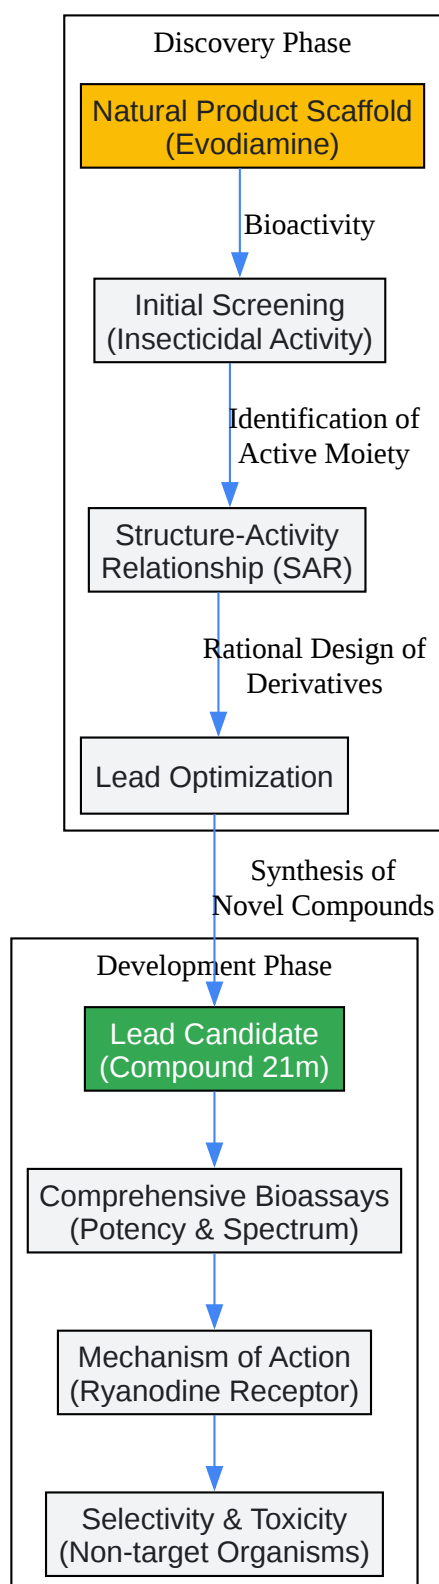 Discovery Phase
Natural Product Scaffold
(Evodiamine)
Bioactivity
Initial Screening
(Insecticidal Activity)
Identification of
Active Moiety
Structure-Activity
Relationship (SAR)
Rational Design of
Derivatives
Lead Optimization
Synthesis of
Novel Compounds
Development Phase
Lead Candidate
(Compound 21m)
Comprehensive Bioassays
(Potency & Spectrum)
Mechanism of Action
(Ryanodine Receptor)
Selectivity & Toxicity
(Non-target Organisms)